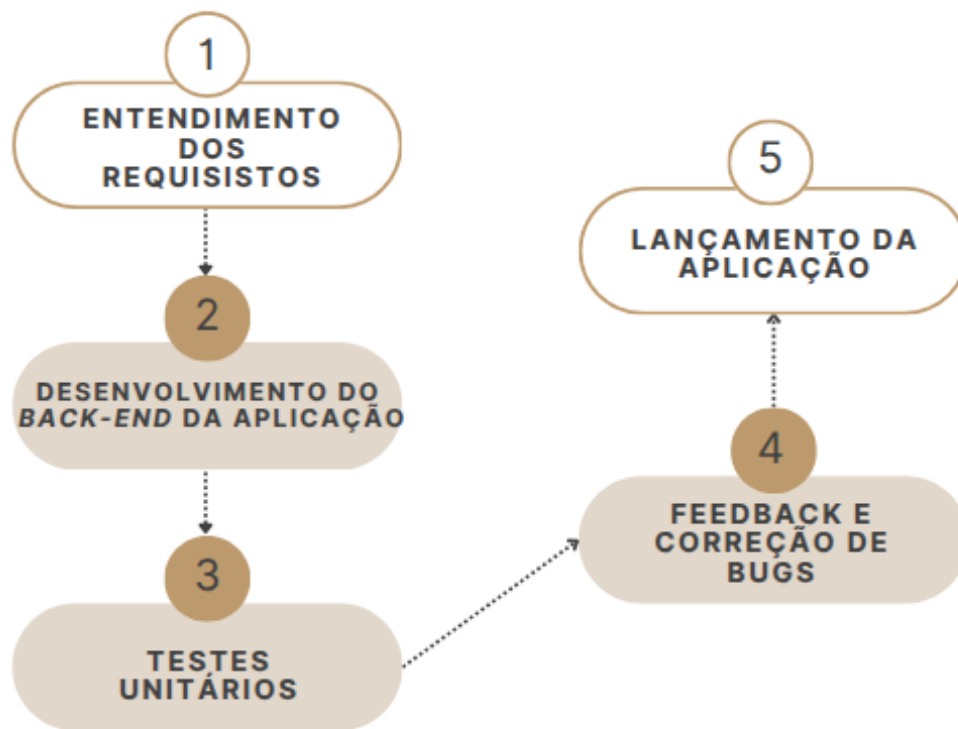 1
ENTENDIMENTO
DOS
REQUISISTOS
2
DESENVOLVIMENTO DO
BACK-END DA APLICAÇÃO
3
TESTES
UNITÁRIOS
4
FEEDBACK E
CORREÇÃO DE
BUGS
5
LANÇAMENTO DA
APLICAÇÃO